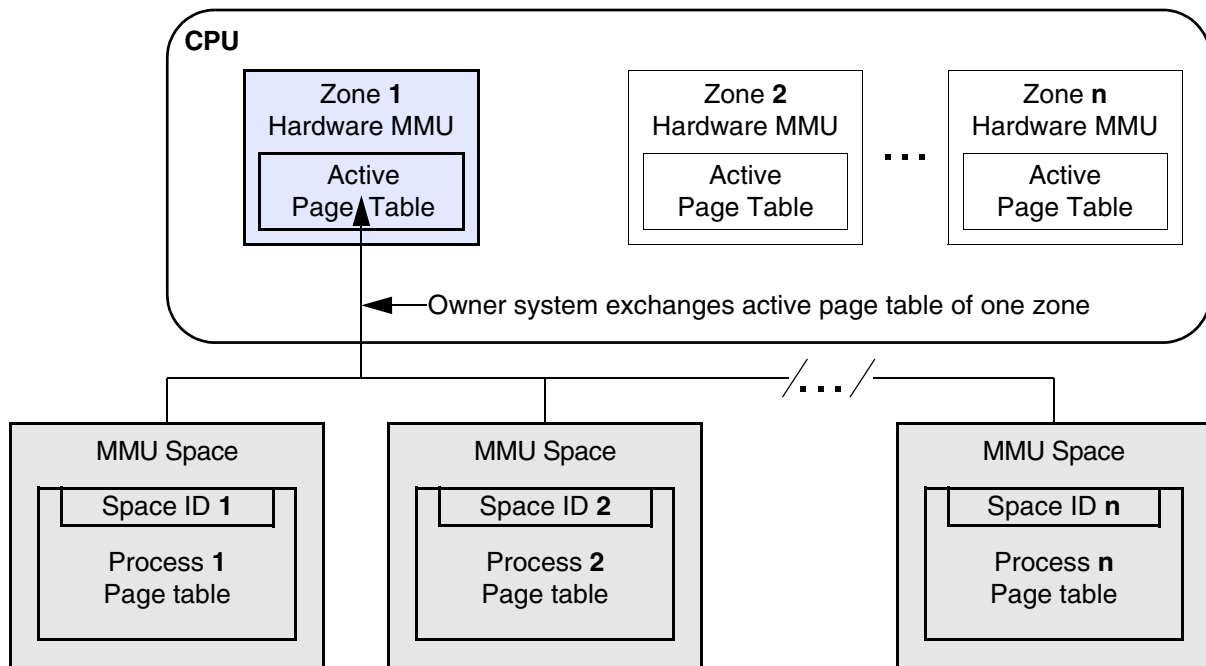 CPU
Zone 1
Hardware MMU
Active
Page Table
Zone 2
Hardware MMU
Active
Page Table
...
Zone n
Hardware MMU
Active
Page Table
Owner system exchanges active page table of one zone
...
MMU Space
Space ID 1
Process 1
Page table
MMU Space
Space ID 2
Process 2
Page table
MMU Space
Space ID n
Process n
Page table